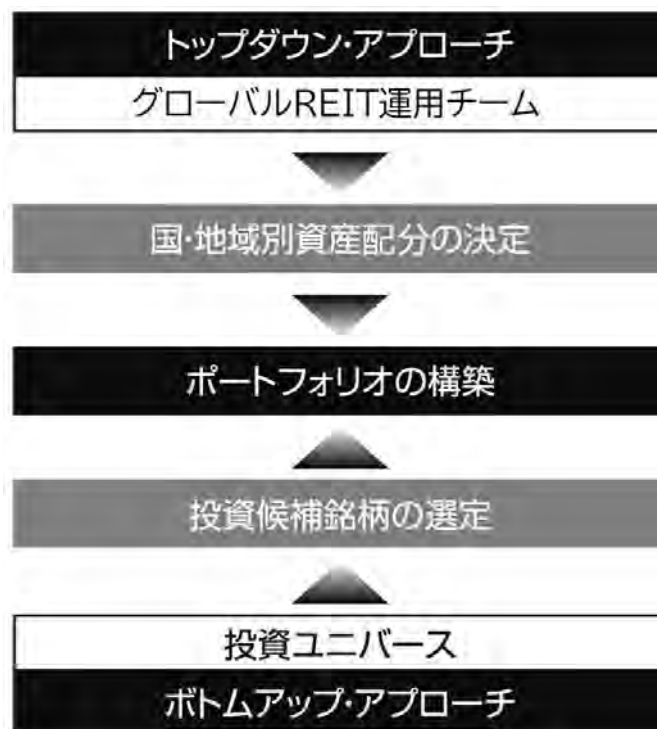 トップダウン・アプローチ
グローバルREIT運用チーム
国・地域別資産配分の決定
ポートフォリオの構築
投資候補銘柄の選定
投資ユニバース
ボトムアップ・アプローチ